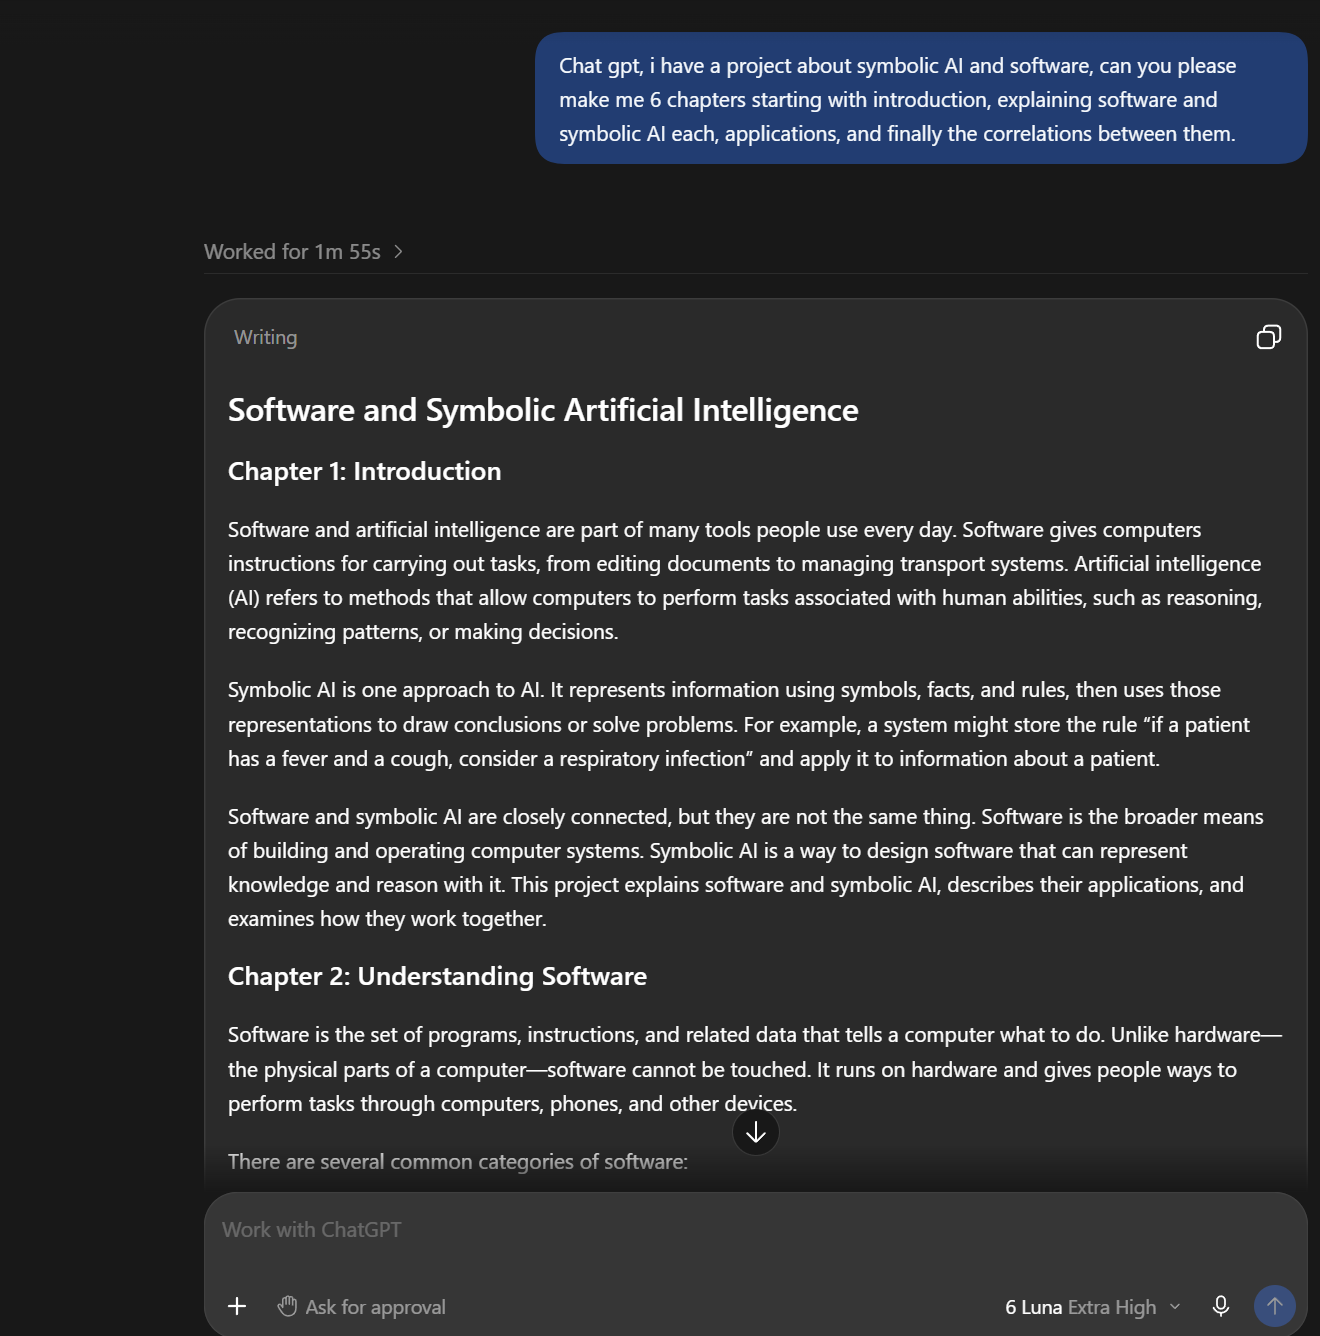 Chat gpt, i have a project about symbolic AI and software, can you please
make me 6 chapters starting with introduction, explaining software and
symbolic AI each, applications, and finally the correlations between them.
Worked for 1m 55s
Writing
Software and Symbolic Artificial Intelligence
Chapter 1: Introduction
Software and artificial intelligence are part of many tools people use every day. Software gives computers
instructions for carrying out tasks, from editing documents to managing transport systems. Artificial intelligence
(AI) refers to methods that allow computers to perform tasks associated with human abilities, such as reasoning,
recognizing patterns, or making decisions.
Symbolic AI is one approach to AI. It represents information using symbols, facts, and rules, then uses those
representations to draw conclusions or solve problems. For example, a system might store the rule “if a patient
has a fever and a cough, consider a respiratory infection” and apply it to information about a patient.
Software and symbolic AI are closely connected, but they are not the same thing. Software is the broader means
of building and operating computer systems. Symbolic AI is a way to design software that can represent
knowledge and reason with it. This project explains software and symbolic AI, describes their applications, and
examines how they work together.
Chapter 2: Understanding Software
Software is the set of programs, instructions, and related data that tells a computer what to do. Unlike hardware—
the physical parts of a computer—software cannot be touched. It runs on hardware and gives people ways to
perform tasks through computers, phones, and other devices.
There are several common categories of software:
Work with ChatGPT
Ask for approval
6 Luna Extra High